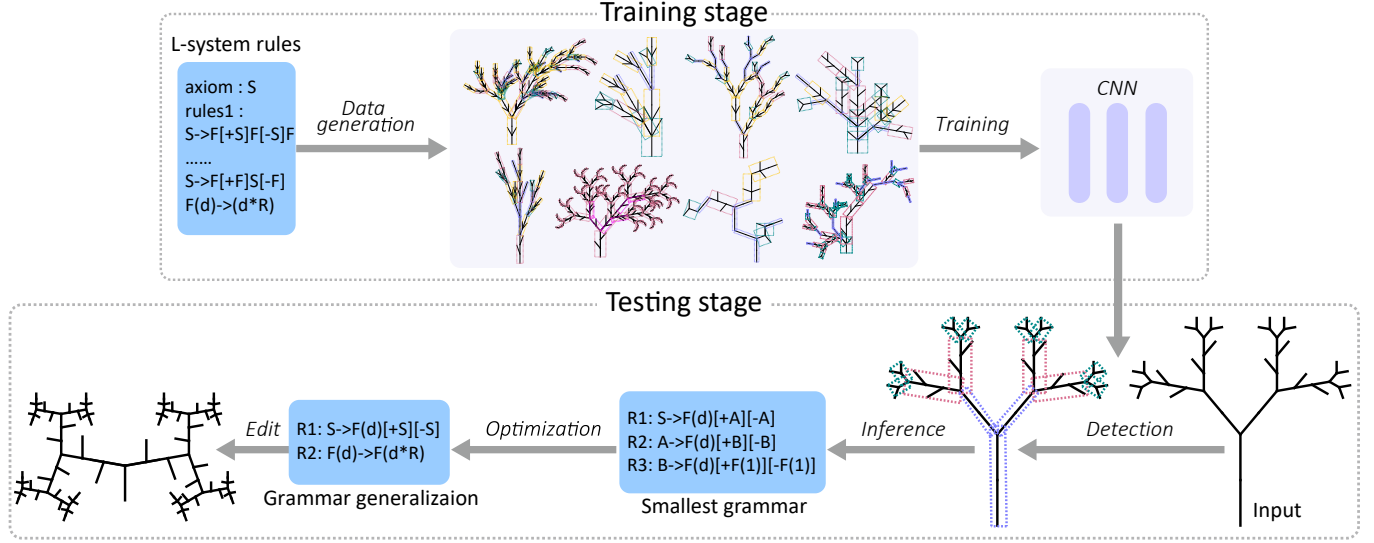 Training stage
L-system rules
axiom : S
rules1 :
S->F[+S]F[-S]F
......
S->F[+F]S[-F]
F(d)->(d*R)
Data
generation
Training
CNN
Testing stage
Edit
R1: S->F(d)[+S][-S]
R2: F(d)->F(d*R)
Grammar generalizaion
Optimization
R1: S->F(d)[+A][-A]
R2: A->F(d)[+B][-B]
R3: B->F(d)[+F(1)][-F(1)]
Smallest grammar
Inference
Detection
Input